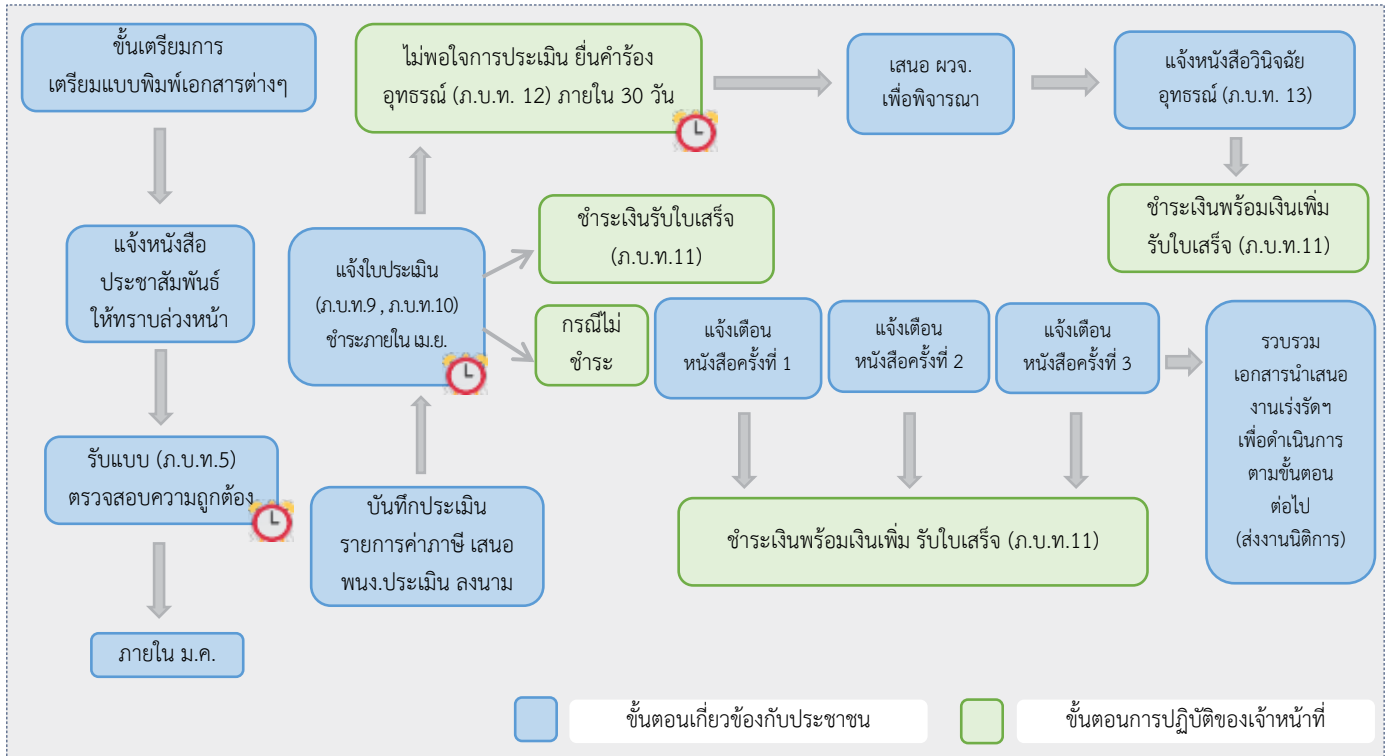 ขั้นเตรียมการ
เตรียมแบบพิมพ์เอกสารต่างๆ
แจ้งหนังสือ
ประชาสัมพันธ์
ให้ทราบล่วงหน้า
รับแบบ (ภ.บ.ท.5)
ตรวจสอบความถูกต้อง
ภายใน ม.ค.
บันทึกประเมิน
รายการค่าภาษี เสนอ
พนง.ประเมิน ลงนาม
แจ้งใบประเมิน
(ภ.บ.ท.9 , ภ.บ.ท.10)
ชำระภายใน เม.ย.
ไม่พอใจการประเมิน ยื่นคำร้อง
อุทธรณ์ (ภ.บ.ท. 12) ภายใน 30 วัน
เสนอ ผวจ.
เพื่อพิจารณา
แจ้งหนังสือวินิจฉัย
อุทธรณ์ (ภ.บ.ท. 13)
ชำระเงินพร้อมเงินเพิ่ม
รับใบเสร็จ (ภ.บ.ท.11)
ชำระเงินรับใบเสร็จ
(ภ.บ.ท.11)
กรณีไม่
ชำระ
แจ้งเตือน
หนังสือครั้งที่ 1
แจ้งเตือน
หนังสือครั้งที่ 2
แจ้งเตือน
หนังสือครั้งที่ 3
ชำระเงินพร้อมเงินเพิ่ม รับใบเสร็จ (ภ.บ.ท.11)
รวบรวม
เอกสารนำเสนอ
งานเร่งรัดฯ
เพื่อดำเนินการ
ตามขั้นตอน
ต่อไป
(ส่งงานนิติการ)
ขั้นตอนเกี่ยวข้องกับประชาชน
ขั้นตอนการปฏิบัติของเจ้าหน้าที่